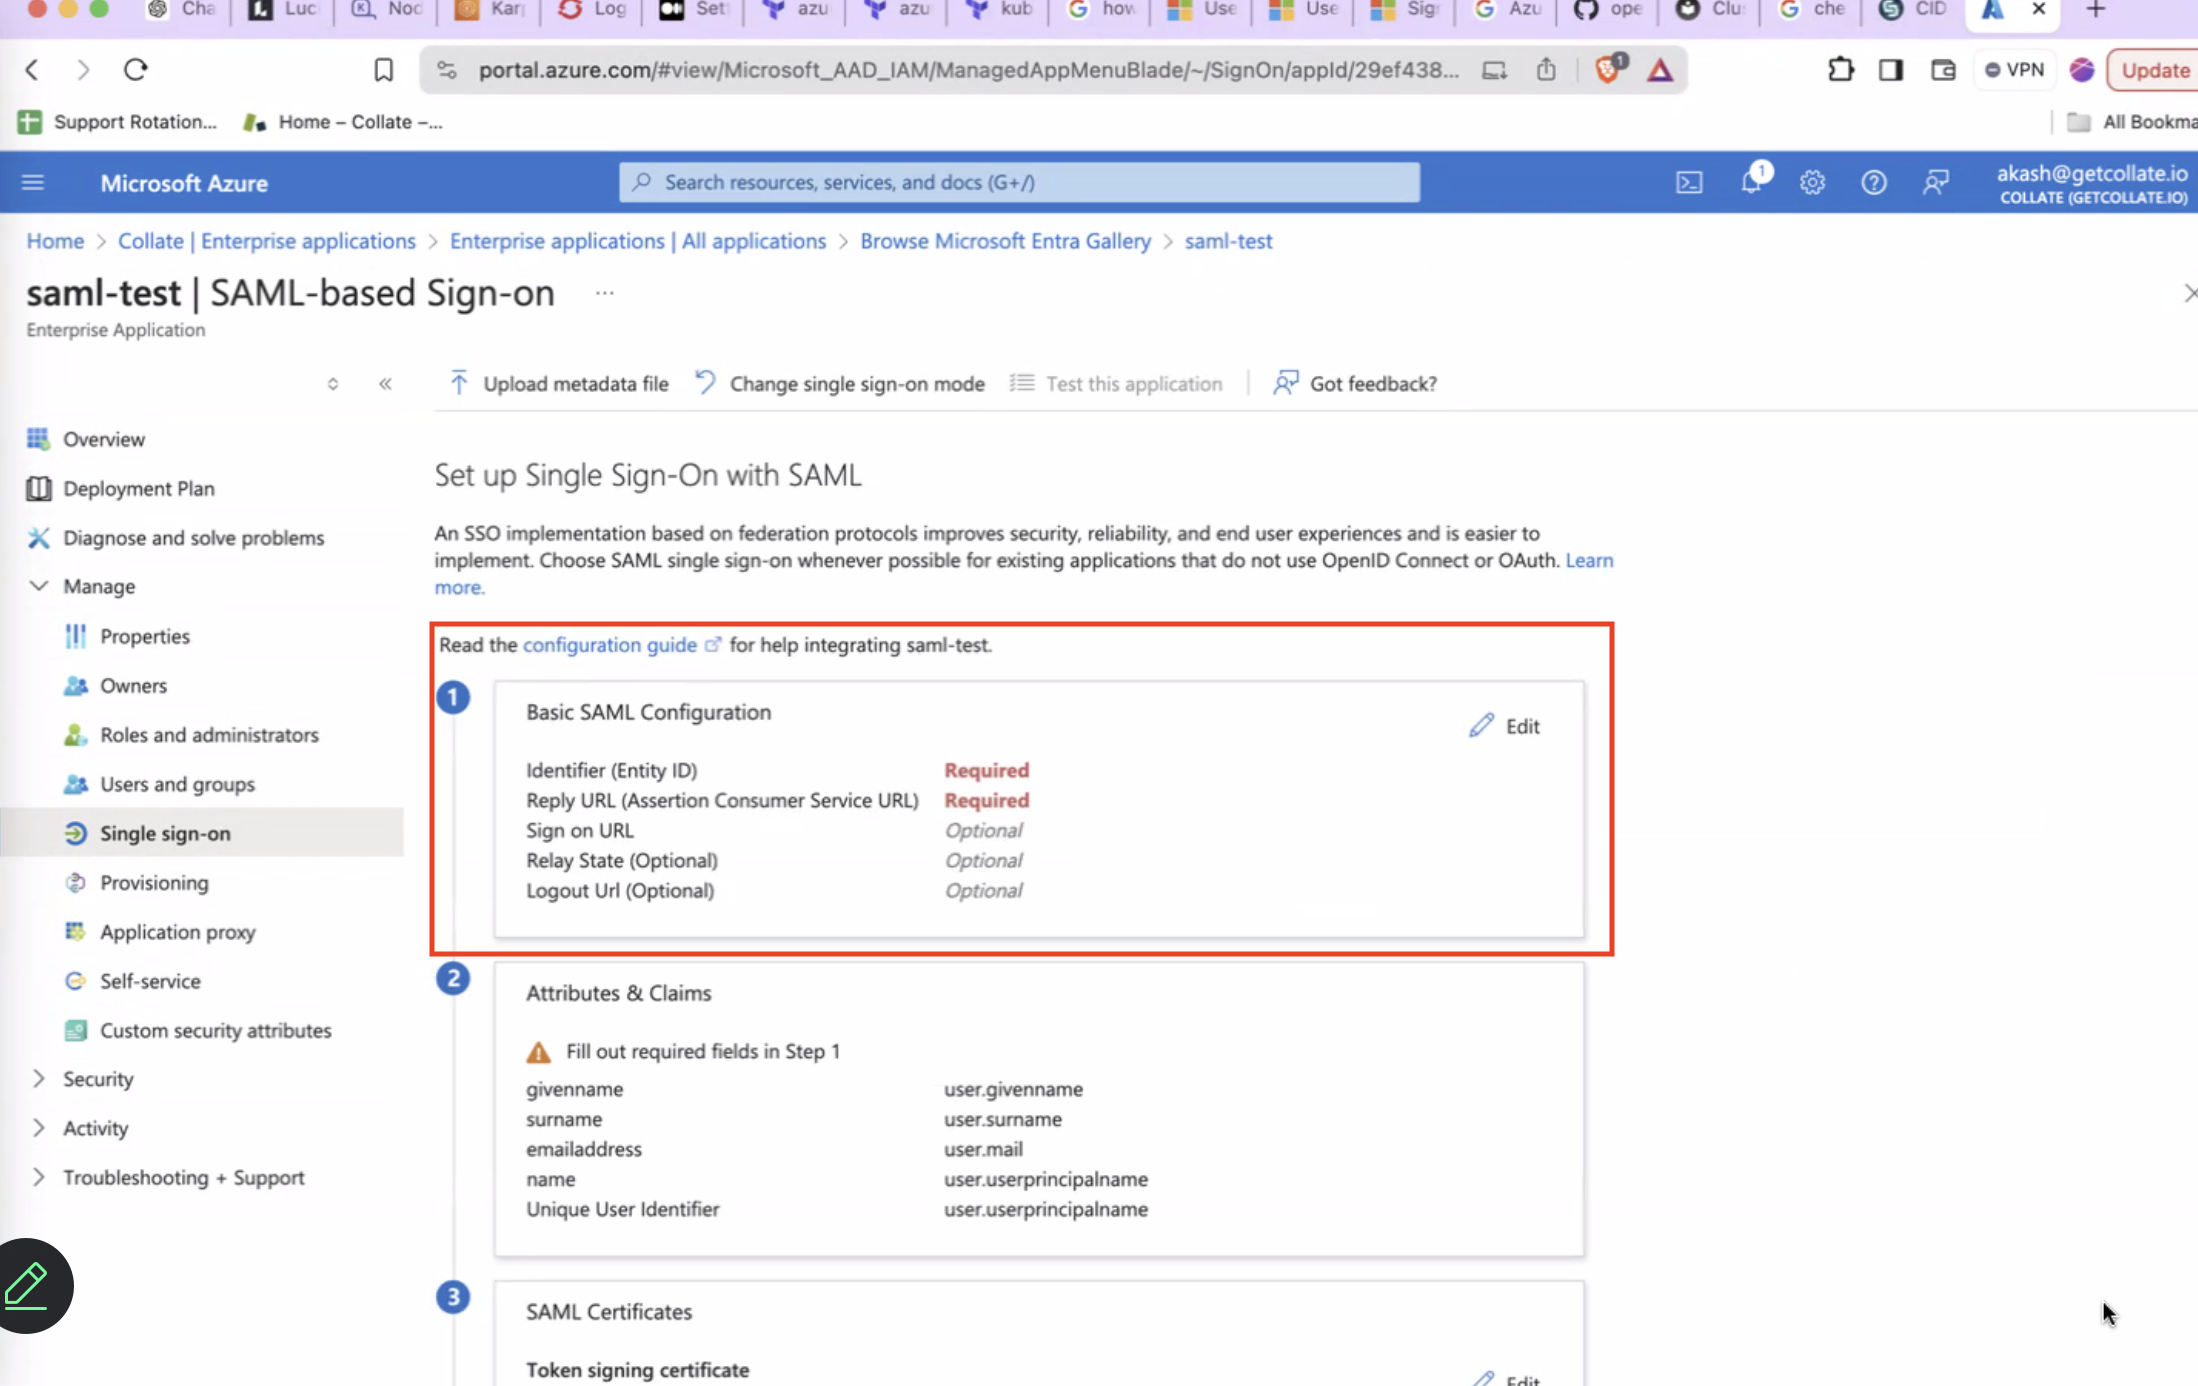 Cha
Luc
Noc
Kar
Log
Set
azu
azu
kub
how
Use
Use
Sign
Azu
ope
Clu
che
CID
portal.azure.com/#view/Microsoft_AAD_IAM/ManagedAppMenuBlade/~/SignOn/appId/29ef438...
1
VPN
Update
Support Rotation...
Home – Collate –...
All Bookma
Microsoft Azure
Search resources, services, and docs (G+/)
1
akash@getcollate.io
COLLATE (GETCOLLATE.IO)
Home > Collate | Enterprise applications > Enterprise applications | All applications > Browse Microsoft Entra Gallery > saml-test
saml-test | SAML-based Sign-on ...
Enterprise Application
Upload metadata file
Change single sign-on mode
Test this application
Got feedback?
Overview
Deployment Plan
Diagnose and solve problems
Manage
Properties
Owners
Roles and administrators
Users and groups
Single sign-on
Provisioning
Application proxy
Self-service
Custom security attributes
Security
Activity
Troubleshooting + Support
Set up Single Sign-On with SAML
An SSO implementation based on federation protocols improves security, reliability, and end user experiences and is easier to
implement. Choose SAML single sign-on whenever possible for existing applications that do not use OpenID Connect or OAuth. Learn
more.
Read the configuration guide for help integrating saml-test.
1
Basic SAML Configuration
Edit
Identifier (Entity ID) Required
Reply URL (Assertion Consumer Service URL) Required
Sign on URL Optional
Relay State (Optional) Optional
Logout Url (Optional) Optional
2
Attributes & Claims
Fill out required fields in Step 1
givenname user.givenname
surname user.surname
emailaddress user.mail
name user.userprincipalname
Unique User Identifier user.userprincipalname
3
SAML Certificates
Token signing certificate
Edit